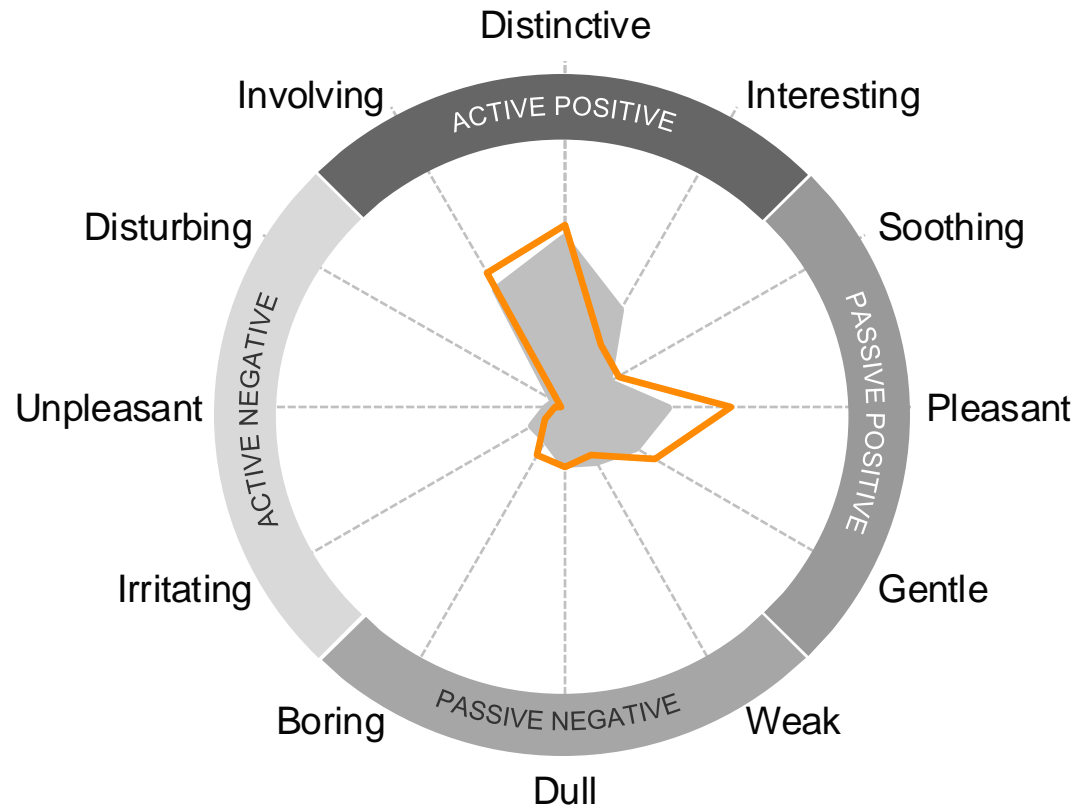 Distinctive
Involving
Interesting
ACTIVE POSITIVE
Disturbing
Soothing
ACTIVE NEGATIVE
PASSIVE POSITIVE
Unpleasant
Pleasant
Irritating
Gentle
PASSIVE NEGATIVE
Boring
Weak
Dull